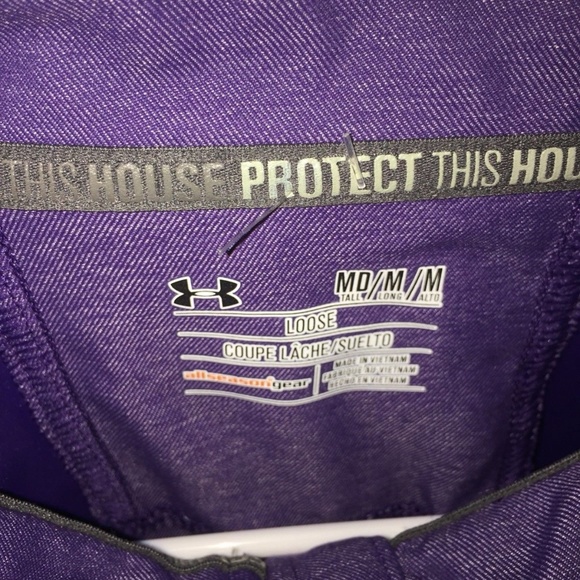 THIS HOUSE PROTECT THIS HOU
MD/M/M
TALL/LONG/ALTO
LOOSE
COUPE LÂCHE/SUELTO
allseasongear
MADE IN VIETNAM
FABRIQUÉ AU VIETNAM
HECHO EN VIETNAM